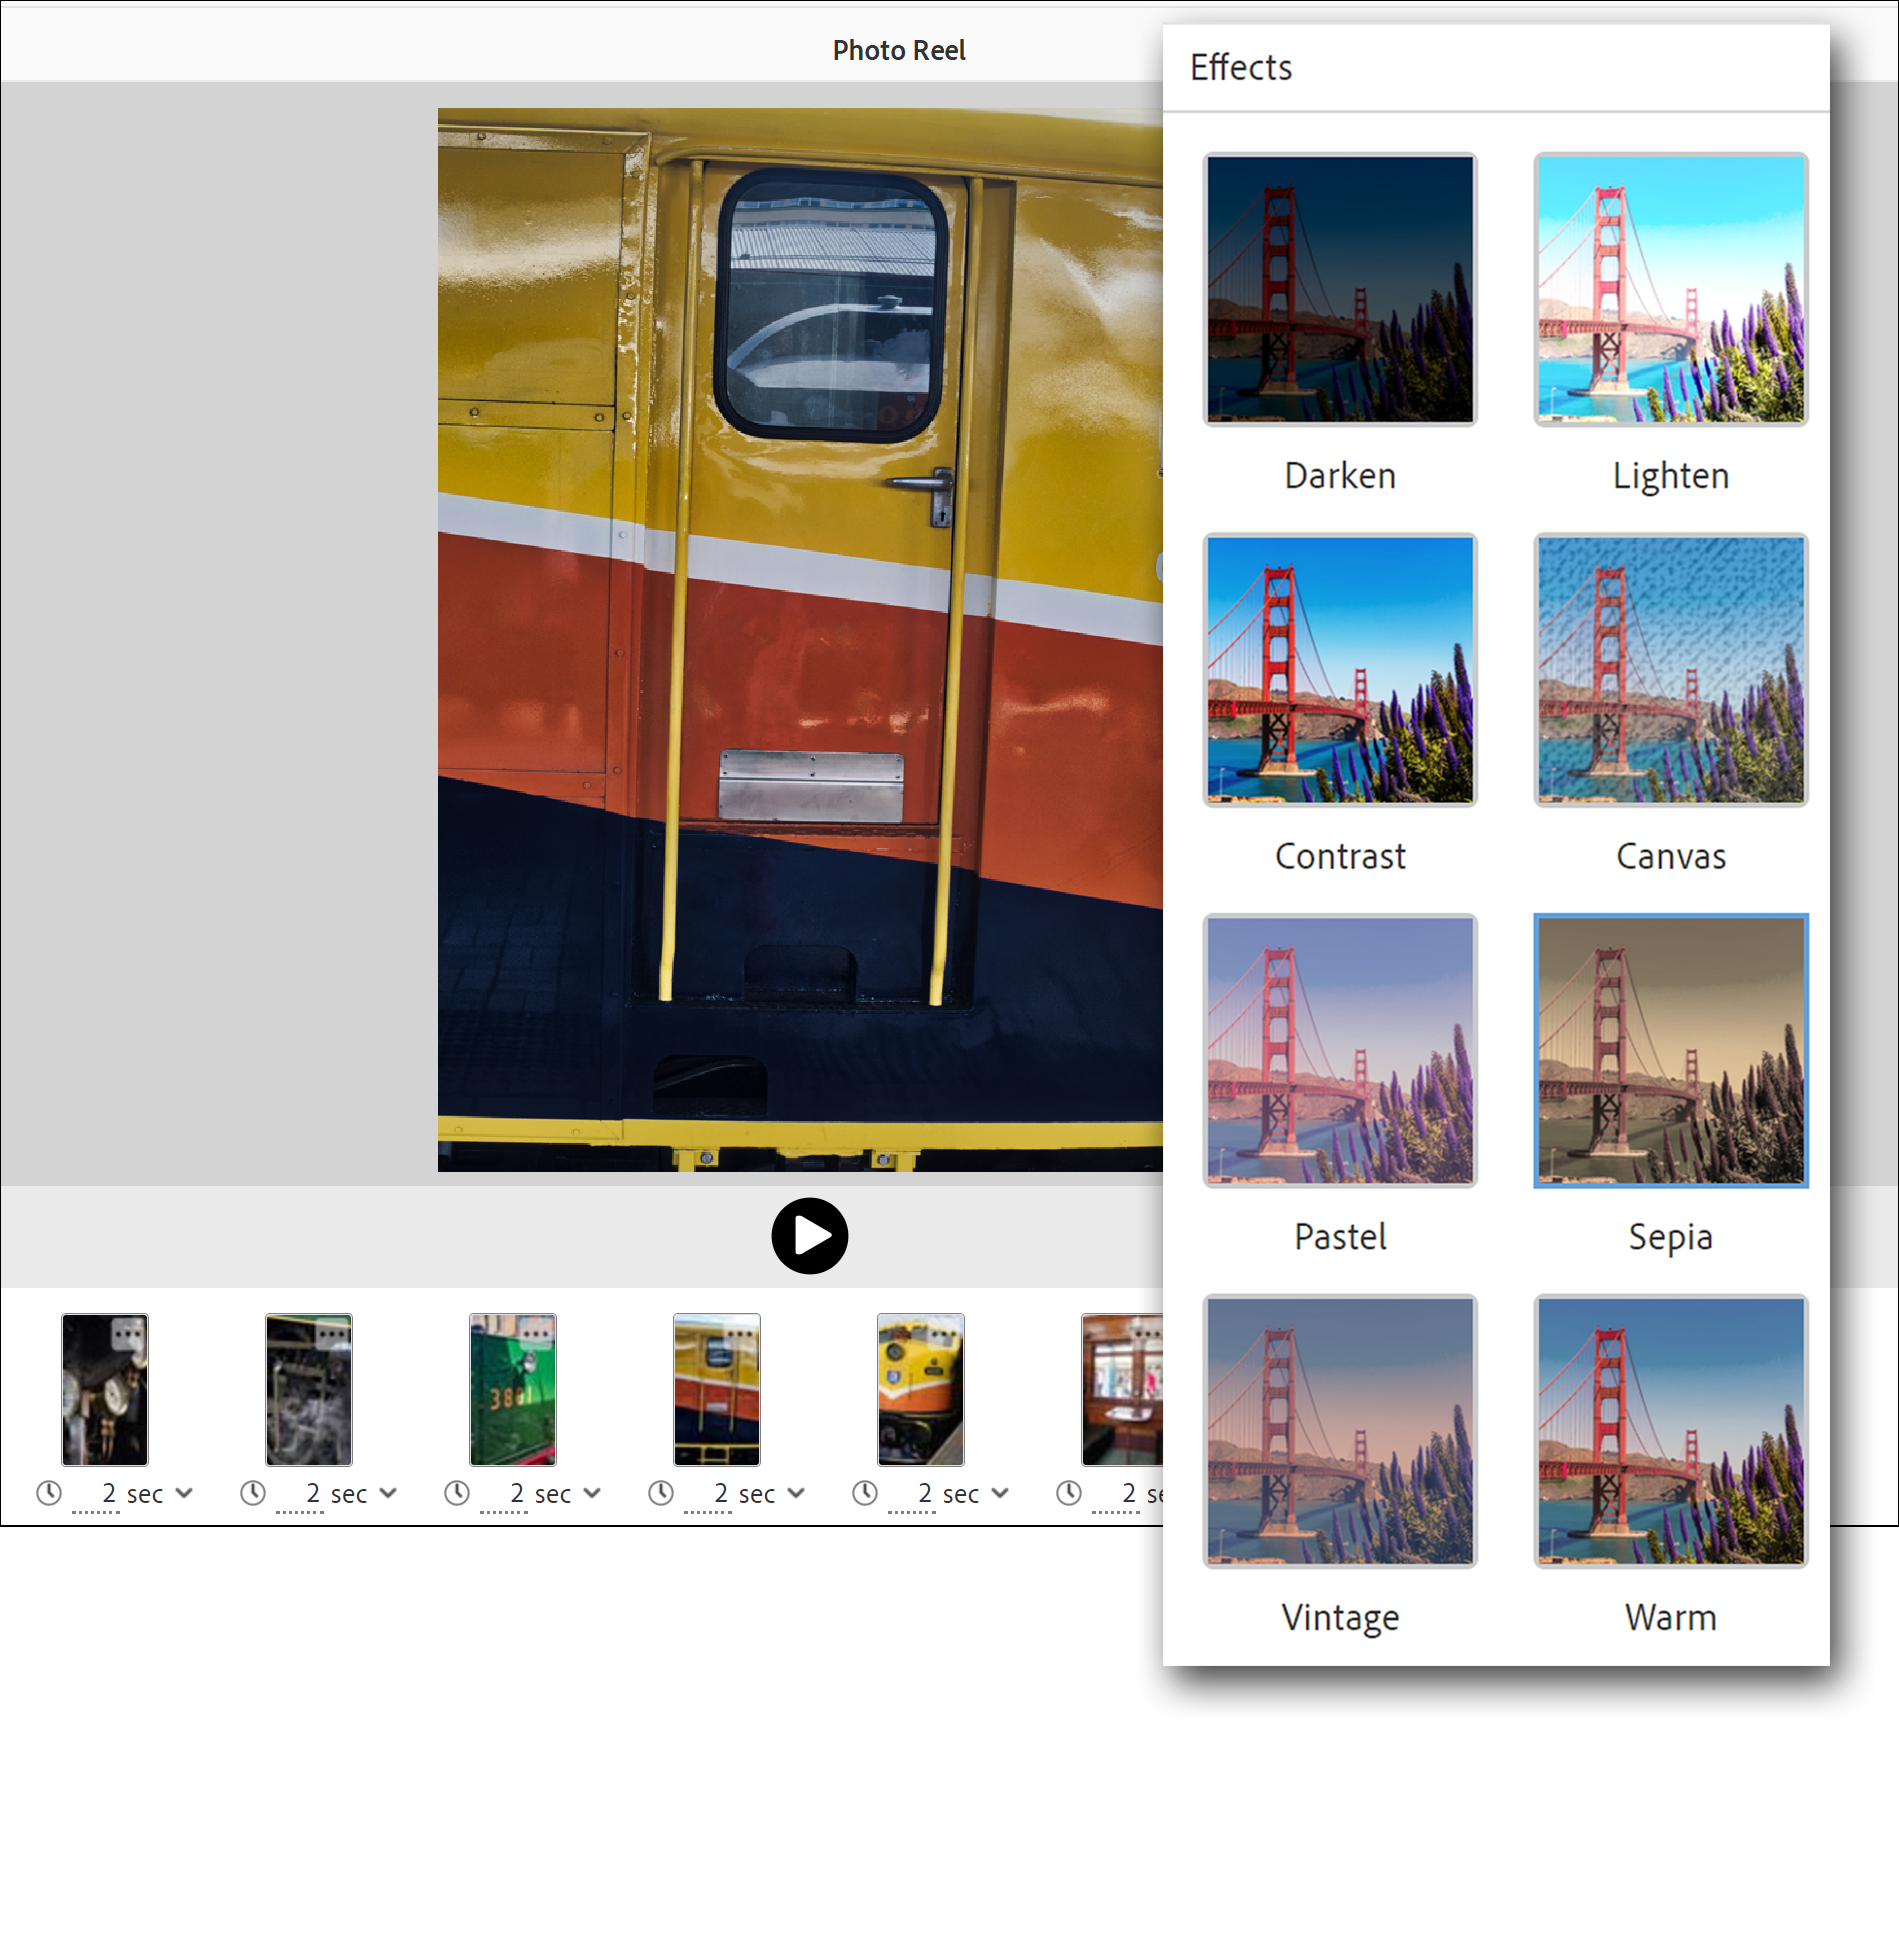 Photo Reel
Effects
Darken
Lighten
Contrast
Canvas
Pastel
Sepia
Vintage
Warm
3801
2 sec
2 sec
2 sec
2 sec
2 sec
2 se